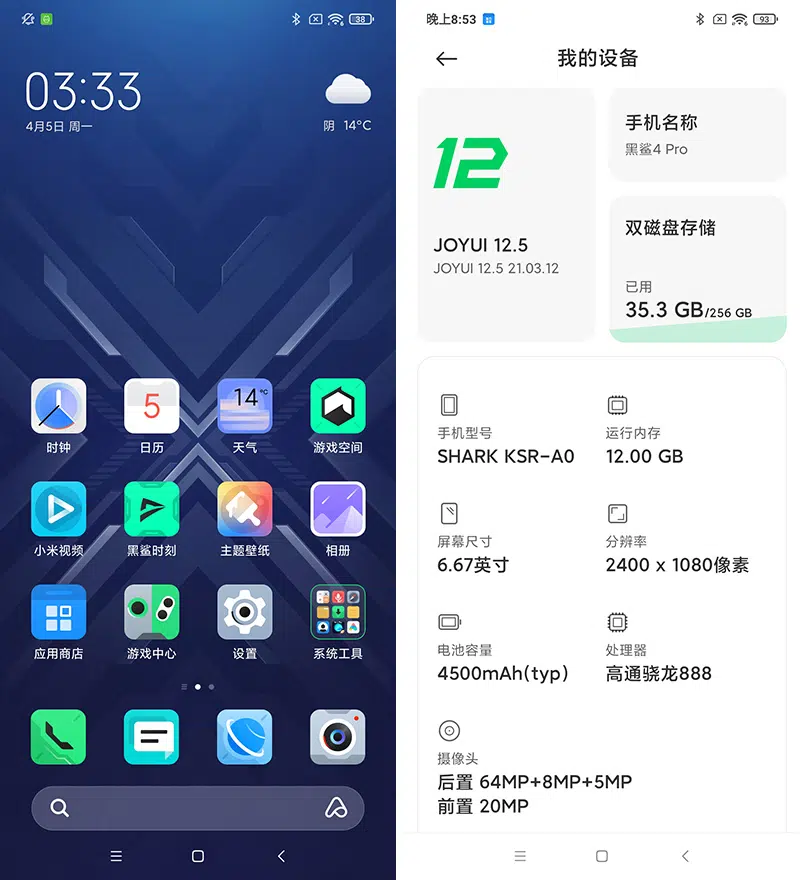 38
03:33
4月5日 周一
阴 14°C
5
14°C
时钟
日历
天气
游戏空间
小米视频
黑鲨时刻
主题壁纸
相册
应用商店
游戏中心
设置
系统工具
晚上8:53
93
我的设备
12
JOYUI 12.5
JOYUI 12.5 21.03.12
手机名称
黑鲨4 Pro
双磁盘存储
已用
35.3 GB/256 GB
手机型号
SHARK KSR-A0
运行内存
12.00 GB
屏幕尺寸
6.67英寸
分辨率
2400 x 1080像素
电池容量
4500mAh(typ)
处理器
高通骁龙888
摄像头
后置 64MP+8MP+5MP
前置 20MP